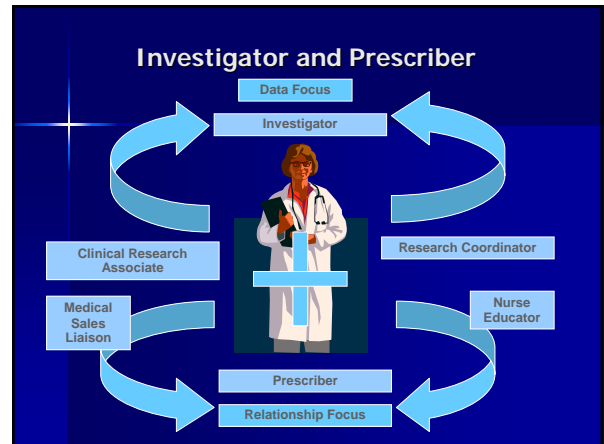 Investigator and Prescriber
Data Focus
Investigator
Clinical Research
Associate
Research Coordinator
Medical
Sales
Liaison
Nurse
Educator
Prescriber
Relationship Focus